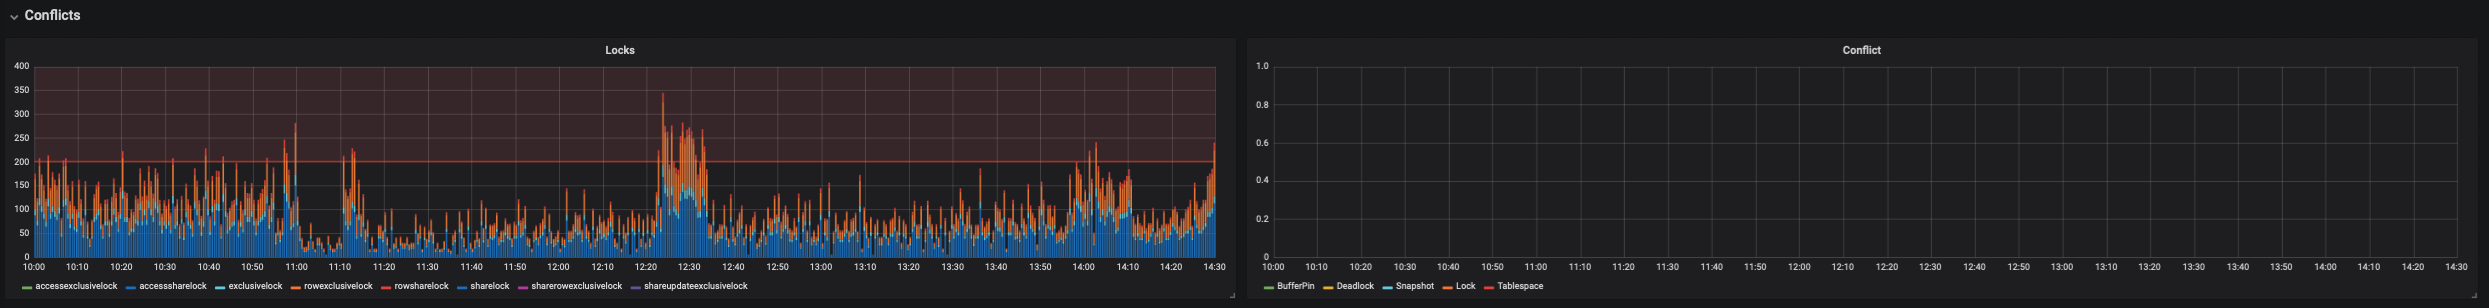 Conflicts
Locks
400
350
300
250
200
150
100
50
0
10:00 10:10 10:20 10:30 10:40 10:50 11:00 11:10 11:20 11:30 11:40 11:50 12:00 12:10 12:20 12:30 12:40 12:50 13:00 13:10 13:20 13:30 13:40 13:50 14:00 14:10 14:20 14:30
accessexclusivelock accesssharelock exclusivelock rowexclusivelock rowsharelock sharelock sharerowexclusivelock shareupdateexclusivelock
Conflict
1.0
0.8
0.6
0.4
0.2
0
10:00 10:10 10:20 10:30 10:40 10:50 11:00 11:10 11:20 11:30 11:40 11:50 12:00 12:10 12:20 12:30 12:40 12:50 13:00 13:10 13:20 13:30 13:40 13:50 14:00 14:10 14:20 14:30
BufferPin Deadlock Snapshot Lock Tablespace